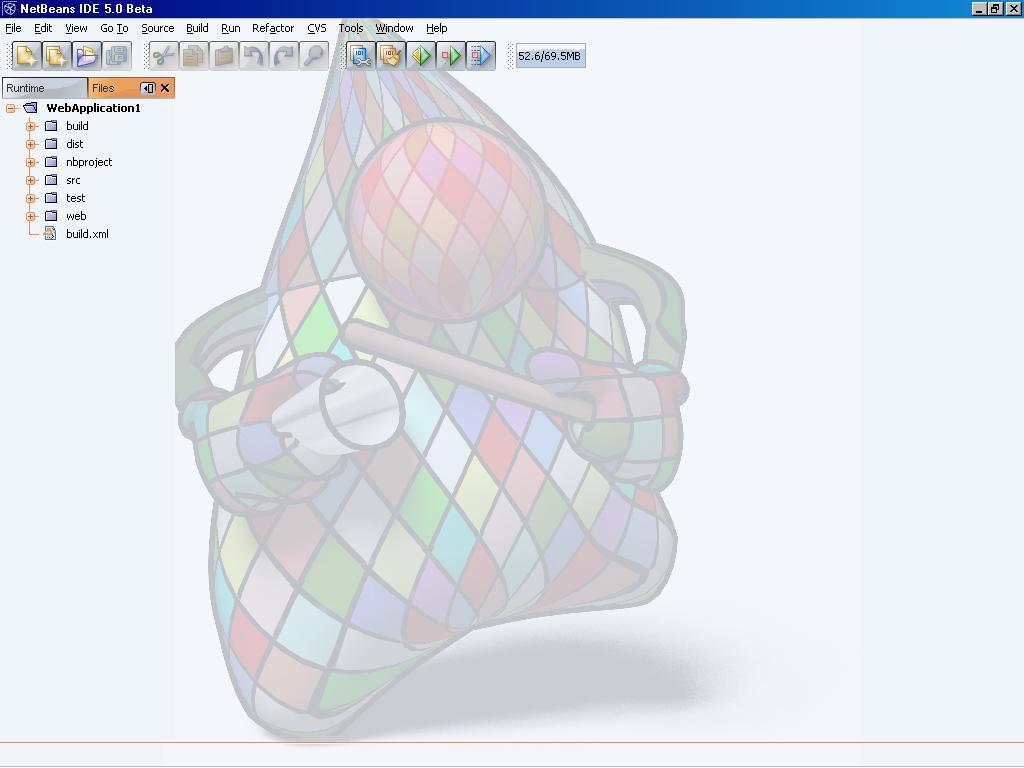 NetBeans IDE 5.0 Beta
File Edit View Go To Source Build Run Refactor CVS Tools Window Help
52.6/69.5MB
Runtime Files
WebApplication1
build
dist
nbproject
src
test
web
build.xml